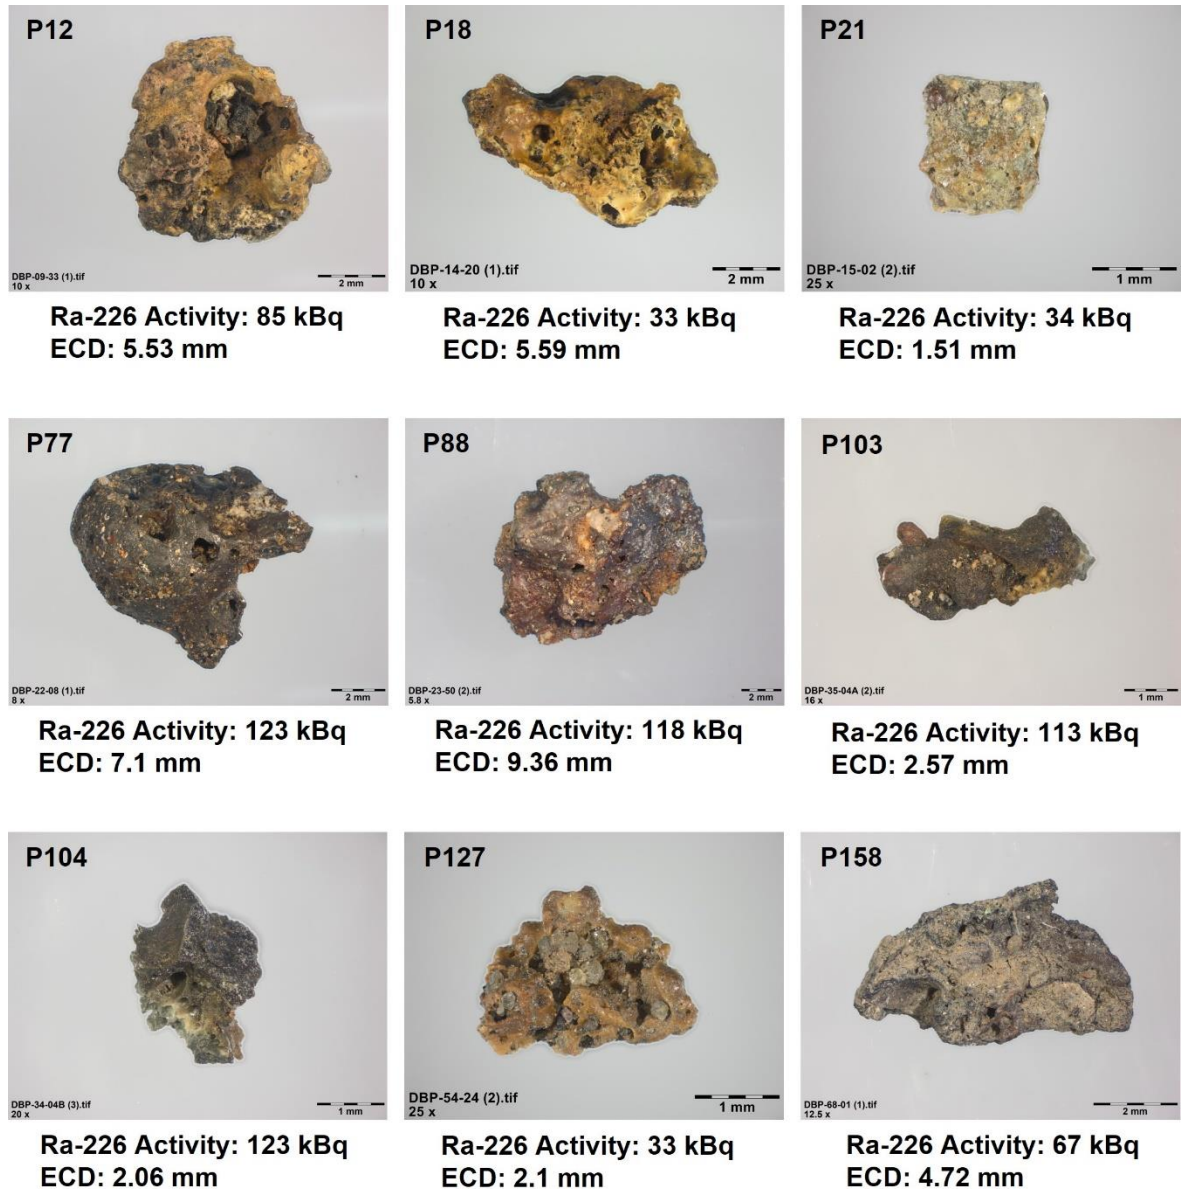 P12
DBP-09-33 (1).tif
10 x
2 mm
Ra-226 Activity: 85 kBq
ECD: 5.53 mm
P18
DBP-14-20 (1).tif
10 x
2 mm
Ra-226 Activity: 33 kBq
ECD: 5.59 mm
P21
DBP-15-02 (2).tif
25 x
1 mm
Ra-226 Activity: 34 kBq
ECD: 1.51 mm
P77
DBP-22-08 (1).tif
8 x
2 mm
Ra-226 Activity: 123 kBq
ECD: 7.1 mm
P88
DBP-23-50 (2).tif
5.8 x
2 mm
Ra-226 Activity: 118 kBq
ECD: 9.36 mm
P103
DBP-35-04A (2).tif
16 x
1 mm
Ra-226 Activity: 113 kBq
ECD: 2.57 mm
P104
DBP-34-04B (3).tif
20 x
1 mm
Ra-226 Activity: 123 kBq
ECD: 2.06 mm
P127
DBP-54-24 (2).tif
25 x
1 mm
Ra-226 Activity: 33 kBq
ECD: 2.1 mm
P158
DBP-68-01 (1).tif
12.5 x
2 mm
Ra-226 Activity: 67 kBq
ECD: 4.72 mm